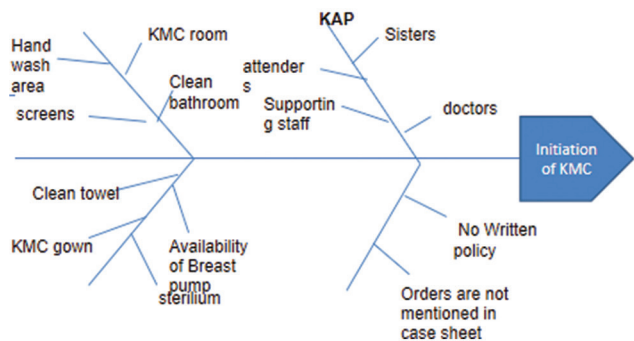 KAP
Hand
wash
area
KMC room
Sisters
attender
s
Clean
bathroom
screens
Supportin
g staff
doctors
Initiation
of KMC
Clean towel
KMC gown
Availability
of Breast
pump
sterilium
No Written
policy
Orders are not
mentioned in
case sheet